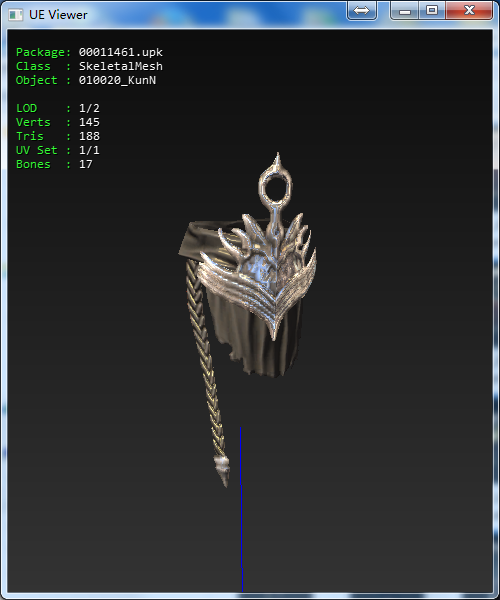 UE Viewer
Package: 00011461.upk
Class : SkeletalMesh
Object : 010020_KunN
LOD : 1/2
Verts : 145
Tris : 188
UV Set : 1/1
Bones : 17